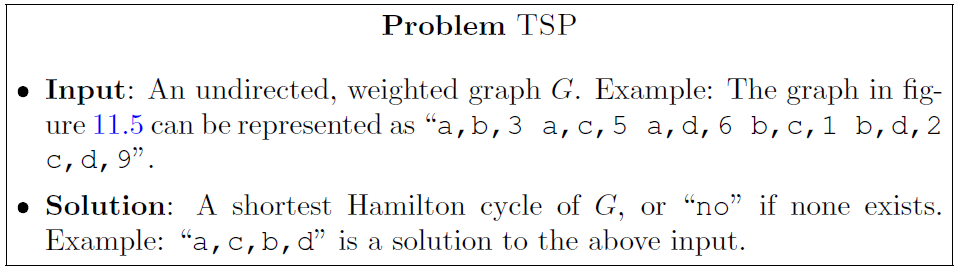 Problem TSP
• Input: An undirected, weighted graph G. Example: The graph in fig-
ure 11.5 can be represented as “a,b,3 a,c,5 a,d,6 b,c,1 b,d,2
c,d,9”.
• Solution: A shortest Hamilton cycle of G, or “no” if none exists.
Example: “a,c,b,d” is a solution to the above input.